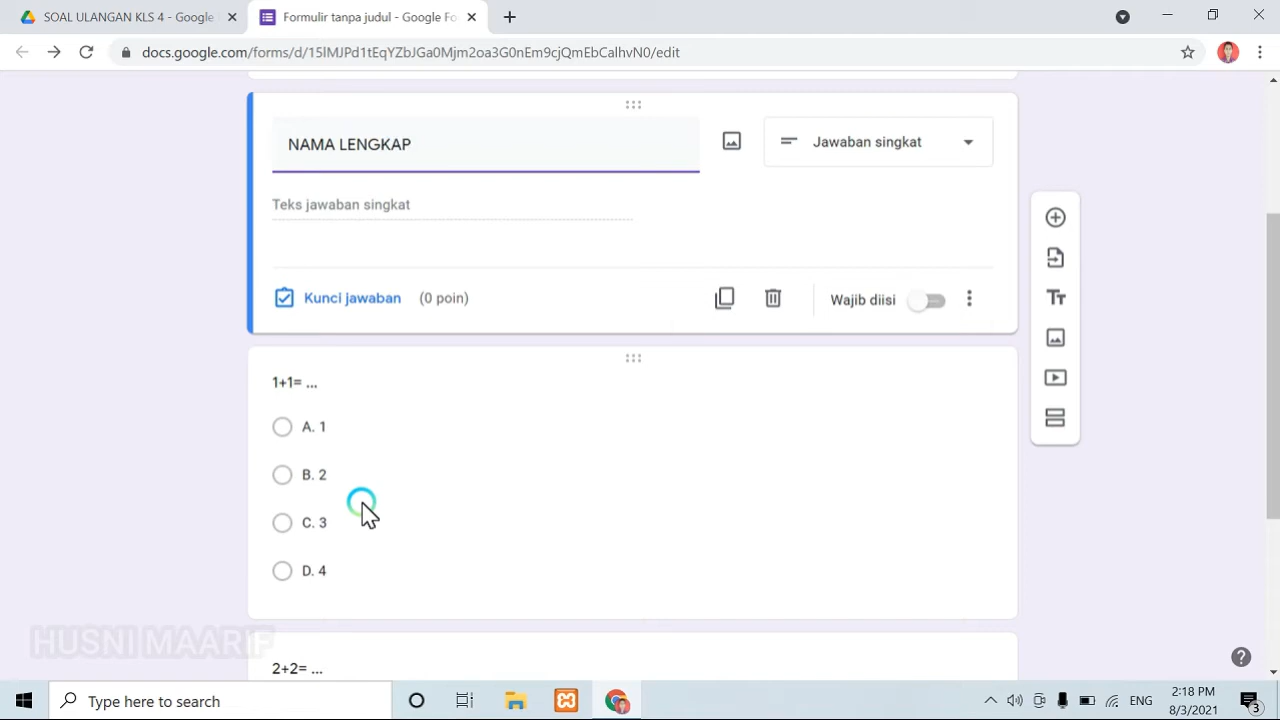 SOAL ULANGAN KLS 4 - Google
Formulir tanpa judul - Google Fo
docs.google.com/forms/d/15lMJPd1tEqYZbJGa0Mjm2oa3G0nEm9cjQmEbCalhvN0/edit
NAMA LENGKAP
Jawaban singkat
Teks jawaban singkat
Kunci jawaban (0 poin)
Wajib diisi
1+1= ...
A. 1
B. 2
C. 3
D. 4
HUSNI MAARIF
2+2= ...
Type here to search
ENG
2:18 PM
8/3/2021
3